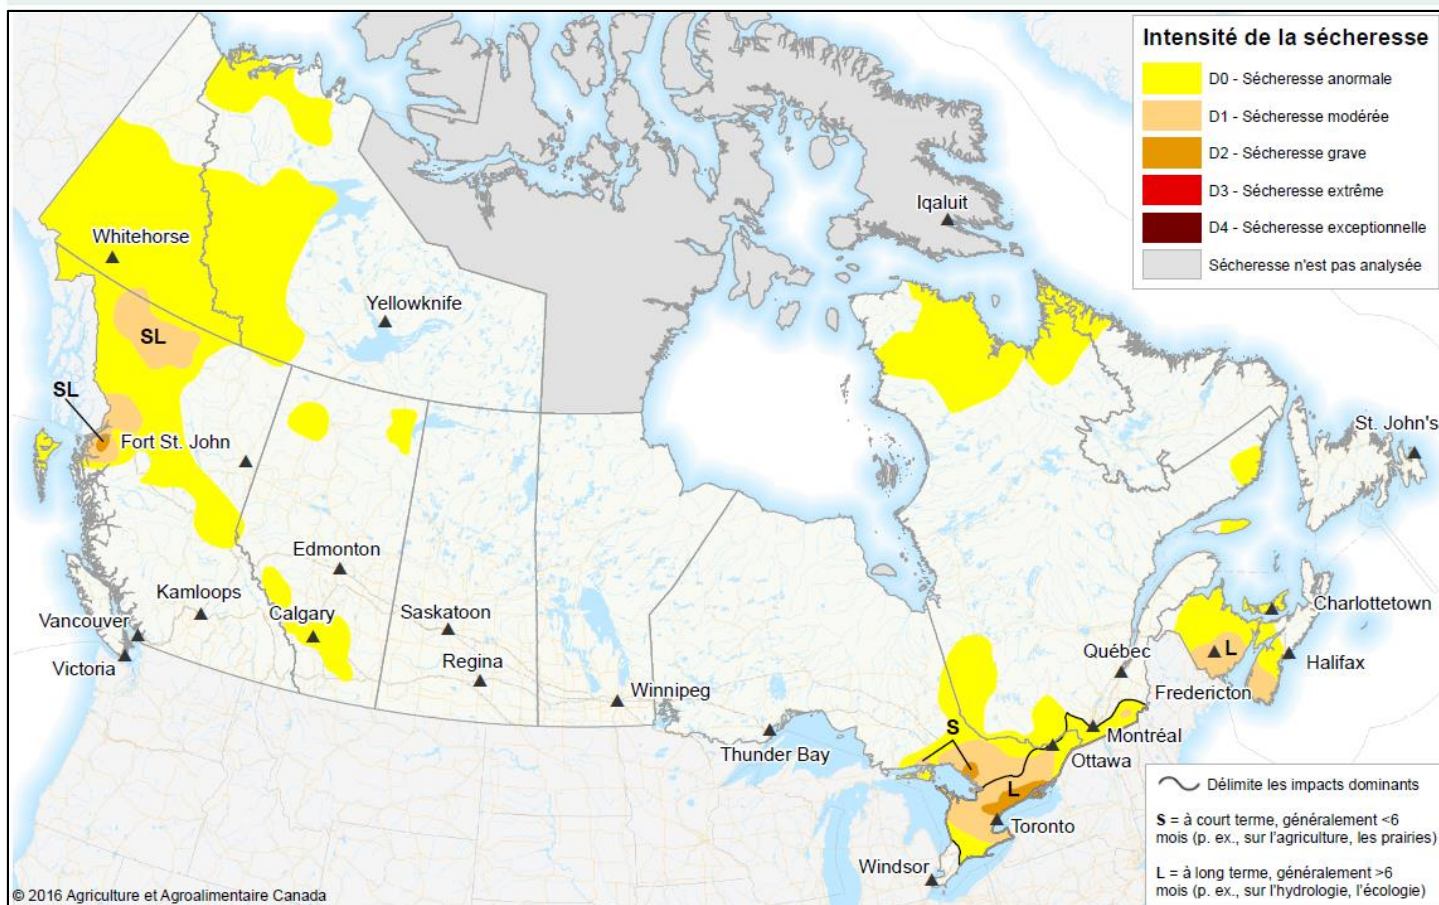 Intensité de la sécheresse
D0 - Sécheresse anormale
D1 - Sécheresse modérée
D2 - Sécheresse grave
D3 - Sécheresse extrême
D4 - Sécheresse exceptionnelle
Sécheresse n'est pas analysée
Iqaluit
Whitehorse
Yellowknife
SL
SL
Fort St. John
St. John's
Edmonton
Kamloops
Calgary
Saskatoon
Vancouver
Victoria
Regina
Winnipeg
Thunder Bay
Charlottetown
Québec
L
Halifax
Fredericton
S
Montréal
Ottawa
L
Toronto
Windsor
Délimite les impacts dominants
S = à court terme, généralement <6
mois (p. ex., sur l'agriculture, les prairies)
L = à long terme, généralement >6
mois (p. ex., sur l'hydrologie, l'écologie)
© 2016 Agriculture et Agroalimentaire Canada